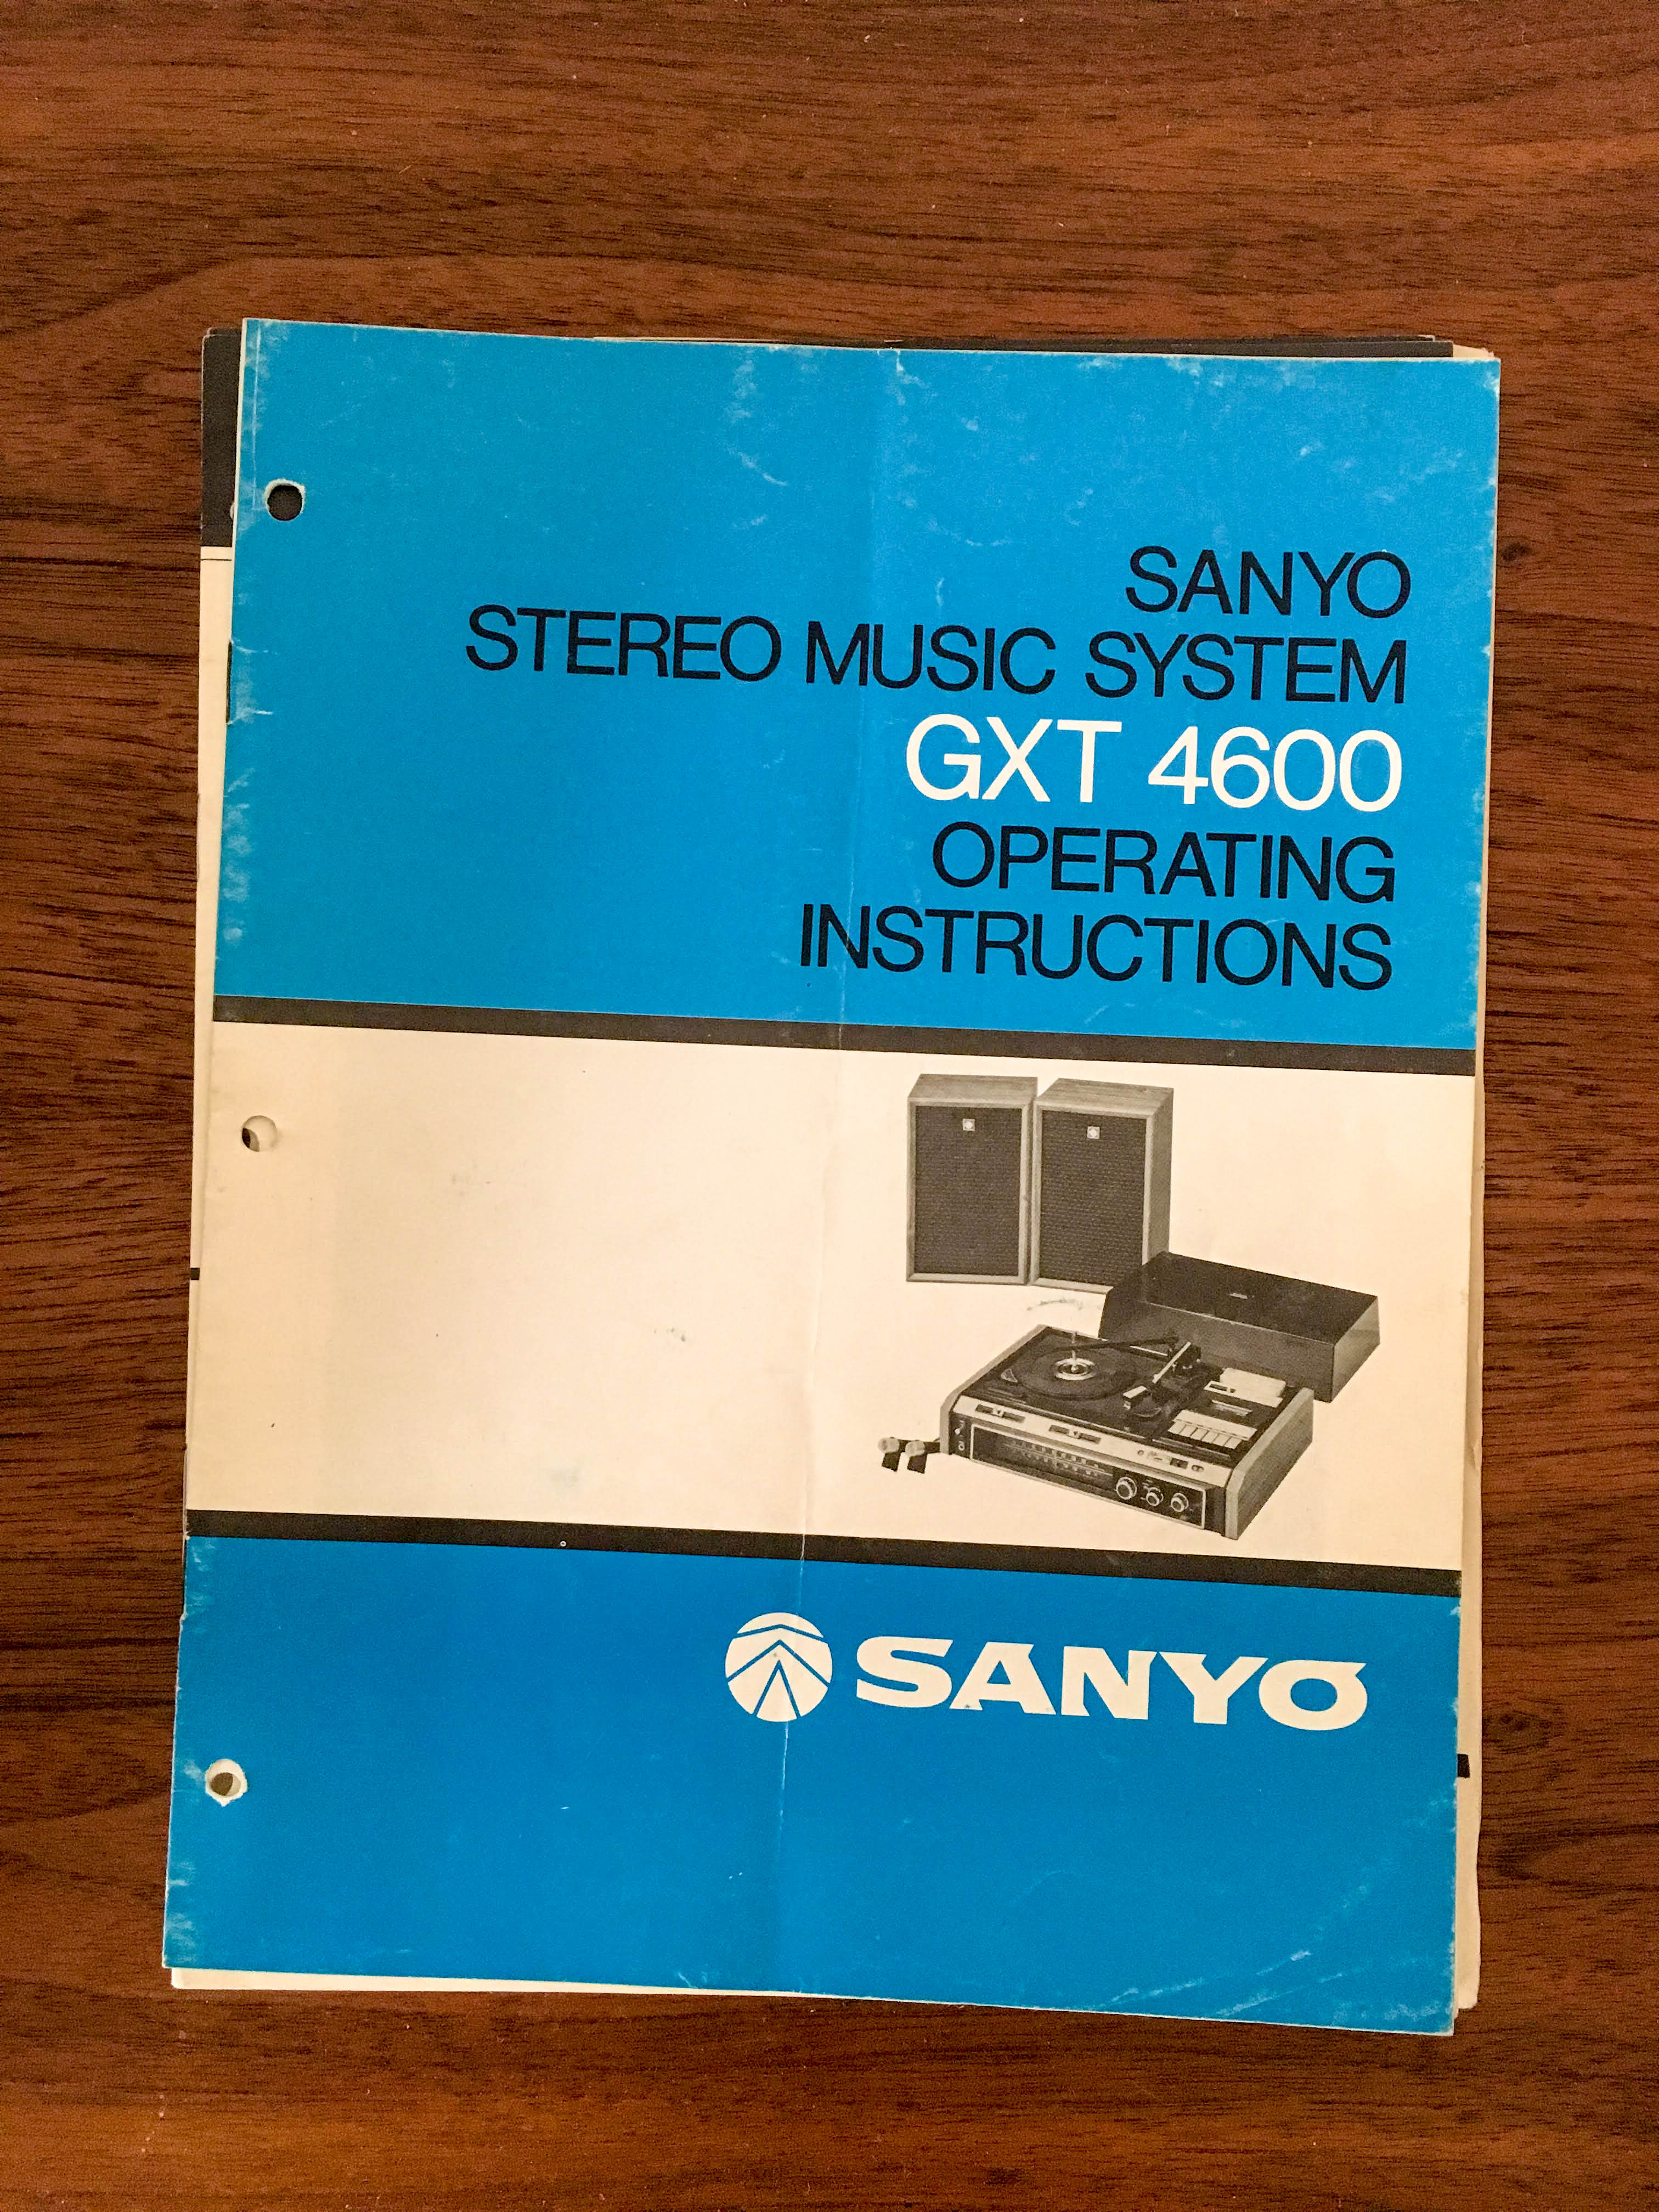 SANYO
STEREO MUSIC SYSTEM
GXT 4600
OPERATING
INSTRUCTIONS
SANYO